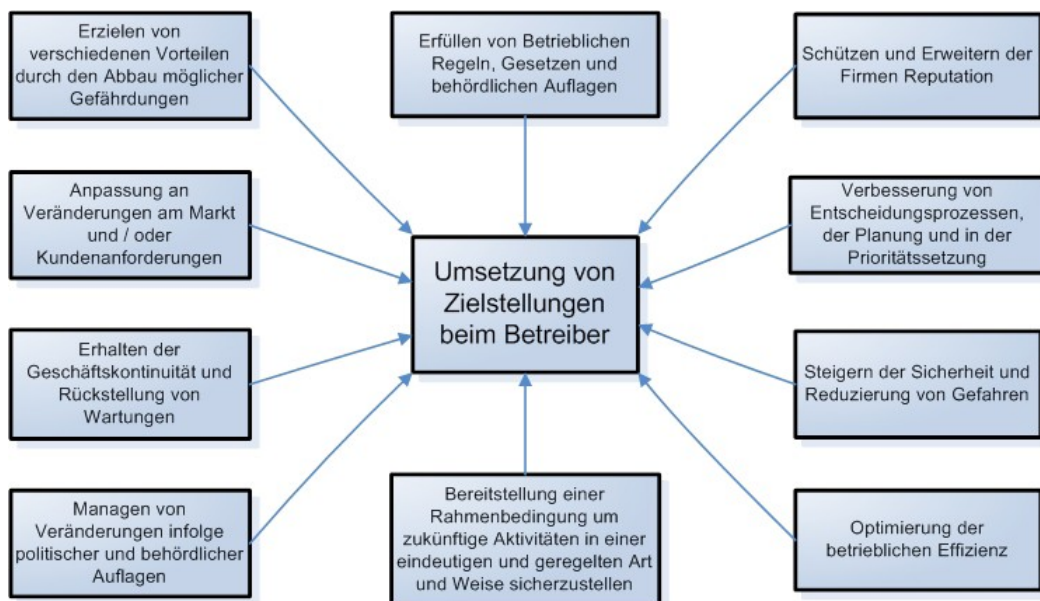 Erzielen von
verschiedenen Vorteilen
durch den Abbau möglicher
Gefährdungen
Erfüllen von Betrieblichen
Regeln, Gesetzen und
behördlichen Auflagen
Schützen und Erweitern der
Firmen Reputation
Anpassung an
Veränderungen am Markt
und / oder
Kundenanforderungen
Umsetzung von
Zielstellungen
beim Betreiber
Verbesserung von
Entscheidungsprozessen,
der Planung und in der
Prioritätssetzung
Erhalten der
Geschäftskontinuität und
Rückstellung von
Wartungen
Steigern der Sicherheit und
Reduzierung von Gefahren
Managen von
Veränderungen infolge
politischer und behördlicher
Auflagen
Bereitstellung einer
Rahmenbedingung um
zukünftige Aktivitäten in einer
eindeutigen und geregelten Art
und Weise sicherzustellen
Optimierung der
betrieblichen Effizienz